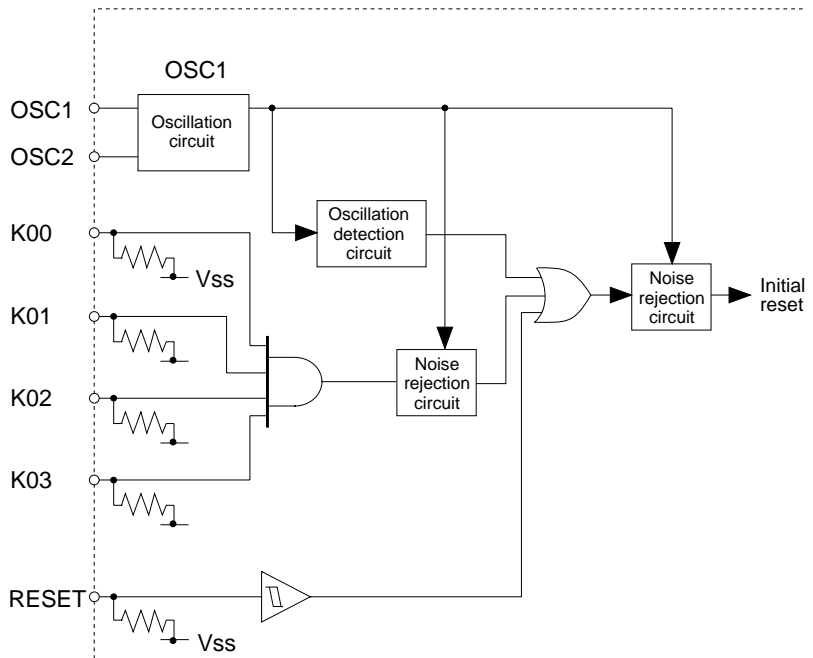 OSC1
OSC1
Oscillation
circuit
OSC2
K00
Oscillation
detection
circuit
Vss
Noise
rejection
circuit
Initial
reset
K01
Noise
rejection
circuit
K02
K03
RESET
Vss